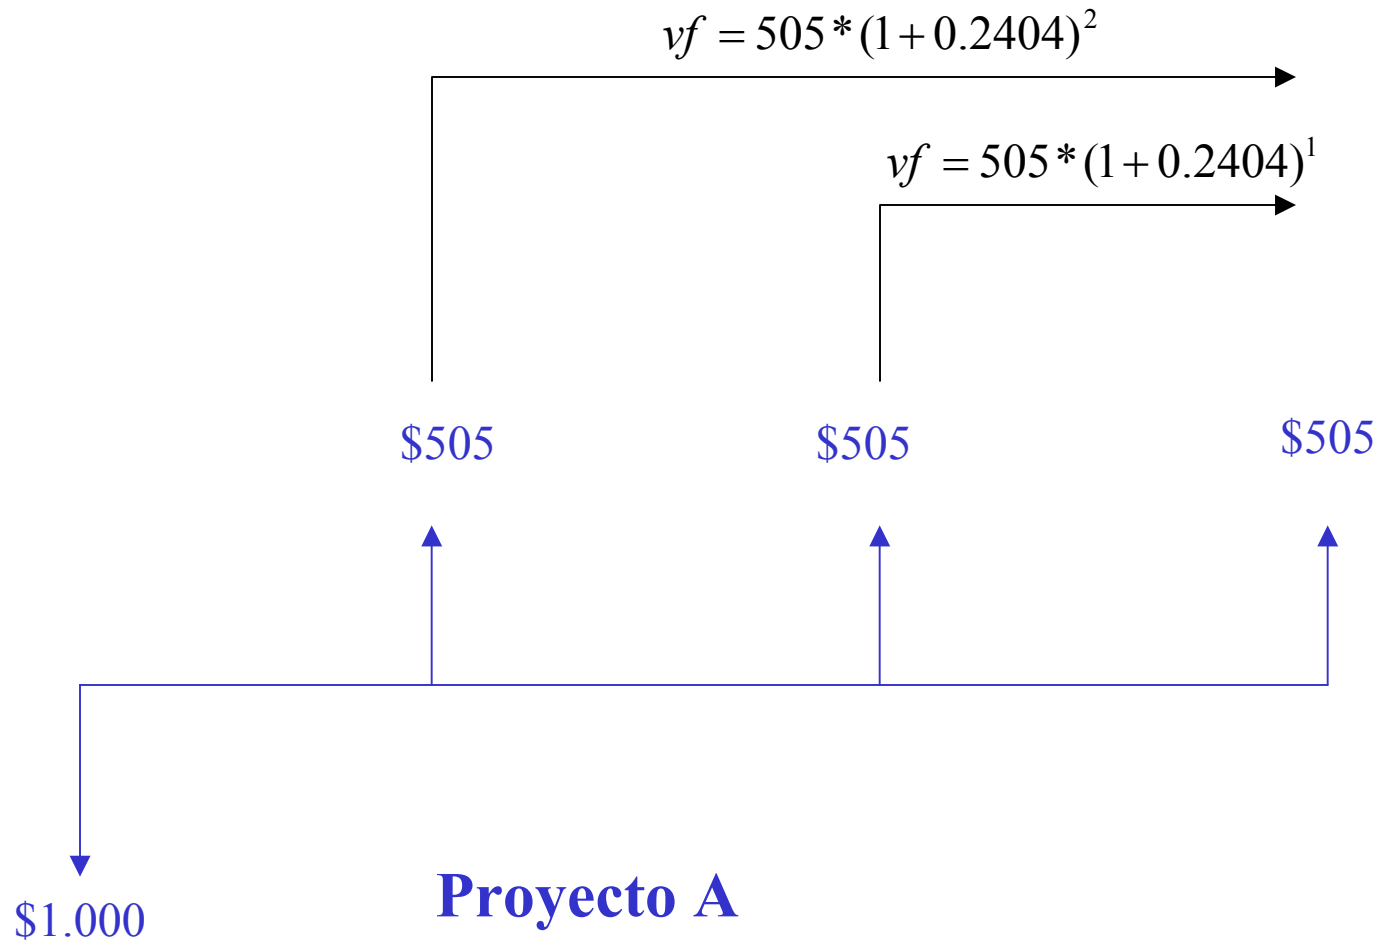 vf = 505*(1+0.2404)²
vf = 505*(1+0.2404)¹
$505 $505 $505
$1.000
Proyecto A